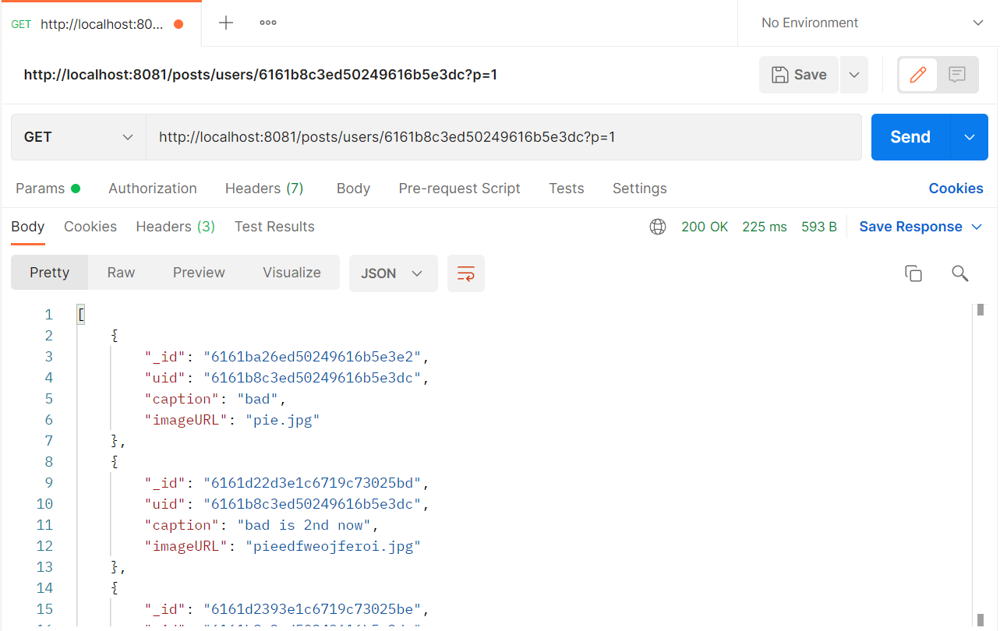 GET http://localhost:80...
No Environment
http://localhost:8081/posts/users/6161b8c3ed50249616b5e3dc?p=1
Save
GET http://localhost:8081/posts/users/6161b8c3ed50249616b5e3dc?p=1 Send
Params Authorization Headers (7) Body Pre-request Script Tests Settings Cookies
Body Cookies Headers (3) Test Results 200 OK 225 ms 593 B Save Response
Pretty Raw Preview Visualize JSON
1 [
2 {
3 "_id": "6161ba26ed50249616b5e3e2",
4 "uid": "6161b8c3ed50249616b5e3dc",
5 "caption": "bad",
6 "imageURL": "pie.jpg"
7 },
8 {
9 "_id": "6161d22d3e1c6719c73025bd",
10 "uid": "6161b8c3ed50249616b5e3dc",
11 "caption": "bad is 2nd now",
12 "imageURL": "pieedfweojferoi.jpg"
13 },
14 {
15 "_id": "6161d2393e1c6719c73025be",